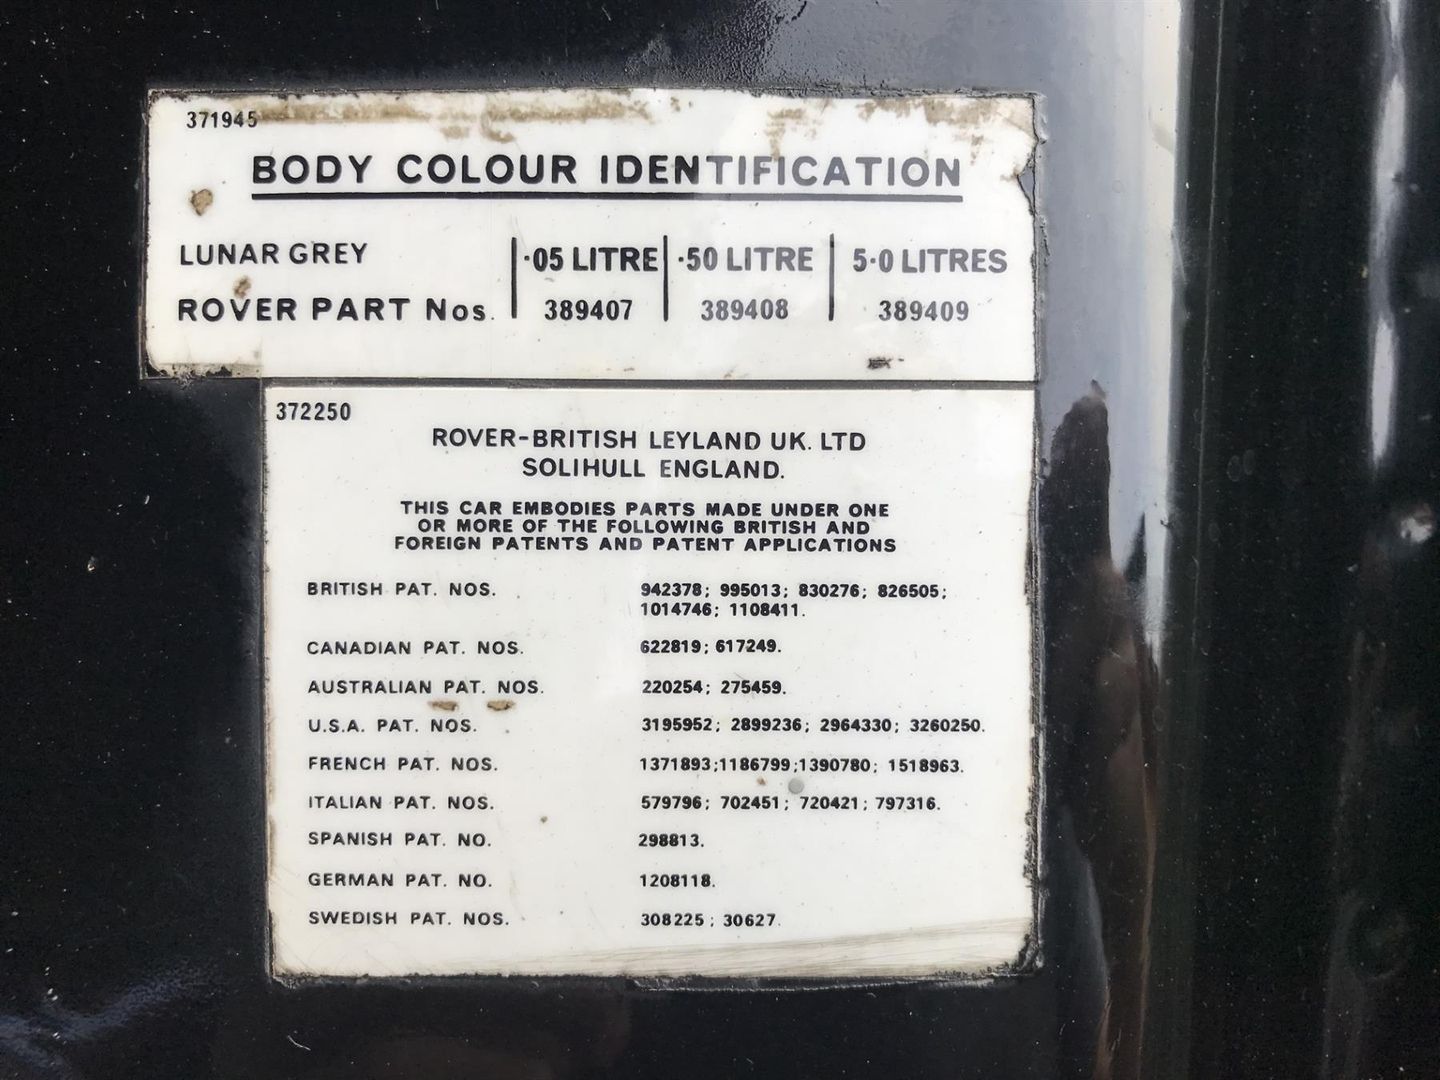 371945
BODY COLOUR IDENTIFICATION
LUNAR GREY ·05 LITRE ·50 LITRE 5·0 LITRES
ROVER PART Nos. 389407 389408 389409
372250
ROVER-BRITISH LEYLAND UK. LTD
SOLIHULL ENGLAND.
THIS CAR EMBODIES PARTS MADE UNDER ONE
OR MORE OF THE FOLLOWING BRITISH AND
FOREIGN PATENTS AND PATENT APPLICATIONS
BRITISH PAT. NOS. 942378; 995013; 830276; 826505;
1014746; 1108411.
CANADIAN PAT. NOS. 622819; 617249.
AUSTRALIAN PAT. NOS. 220254; 275459.
U.S.A. PAT. NOS. 3195952; 2899236; 2964330; 3260250.
FRENCH PAT. NOS. 1371893;1186799;1390780; 1518963.
ITALIAN PAT. NOS. 579796; 702451; 720421; 797316.
SPANISH PAT. NO. 298813.
GERMAN PAT. NO. 1208118.
SWEDISH PAT. NOS. 308225; 30627.